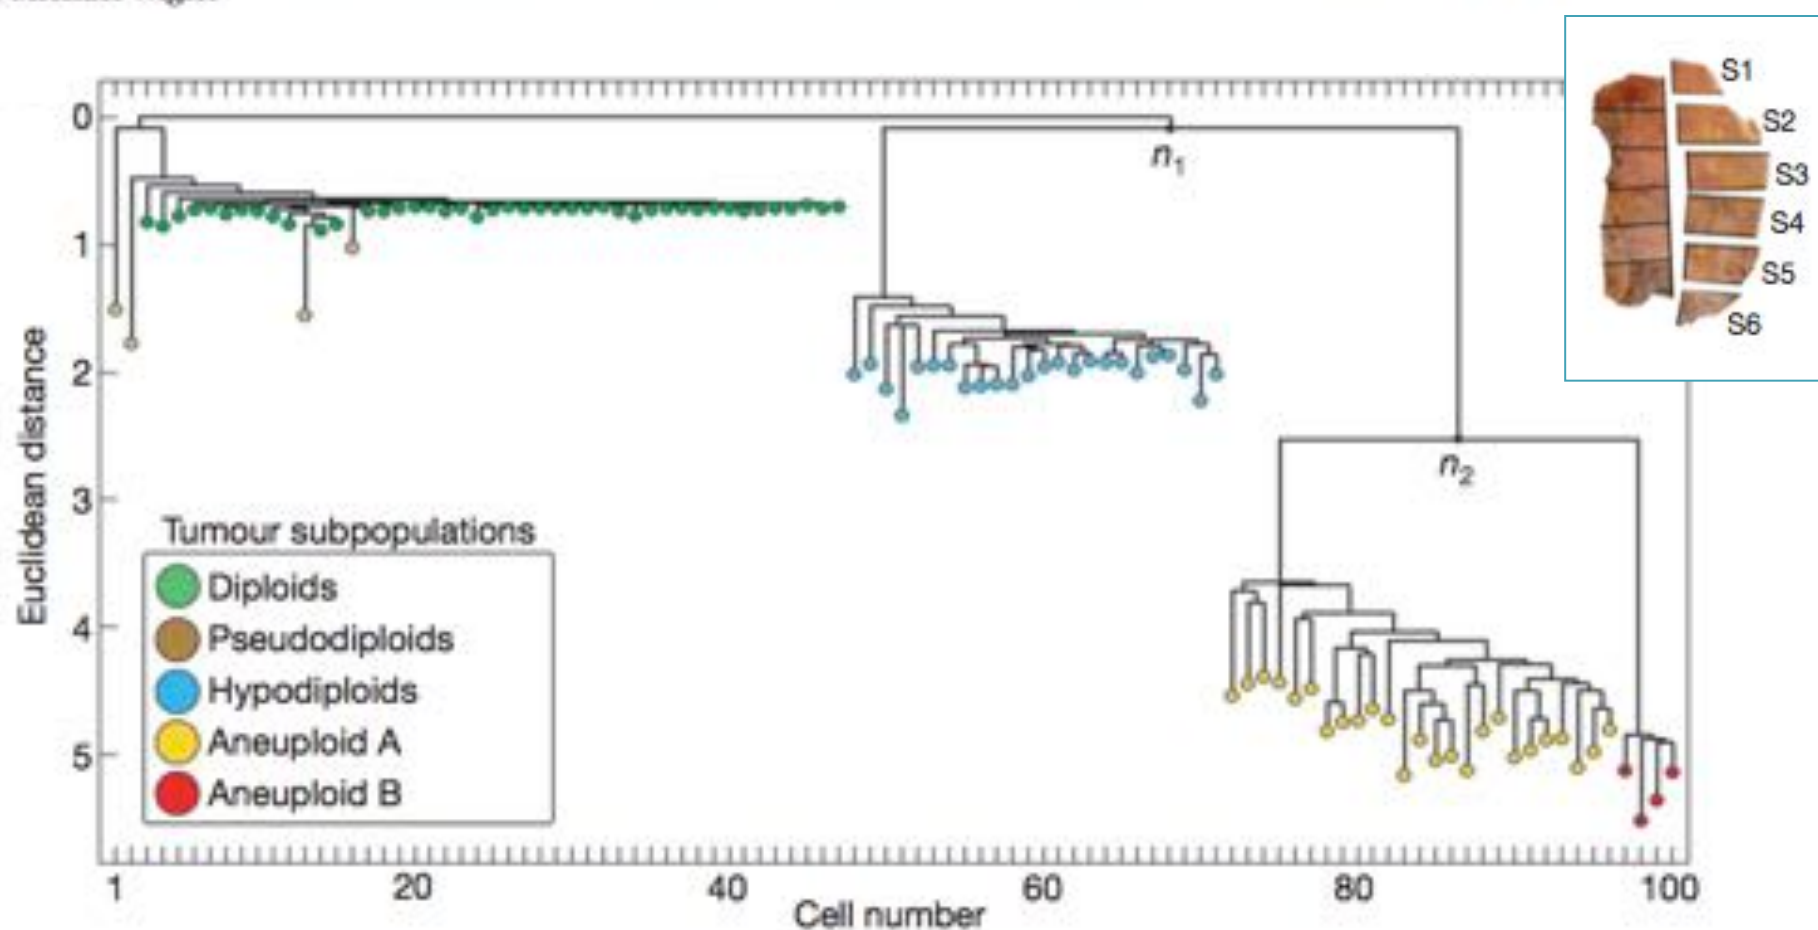 S1
S2
S3
S4
S5
S6
0
1
2
3
4
5
Euclidean distance
n1
n2
Tumour subpopulations
Diploids
Pseudodiploids
Hypodiploids
Aneuploid A
Aneuploid B
1 20 40 60 80 100
Cell number